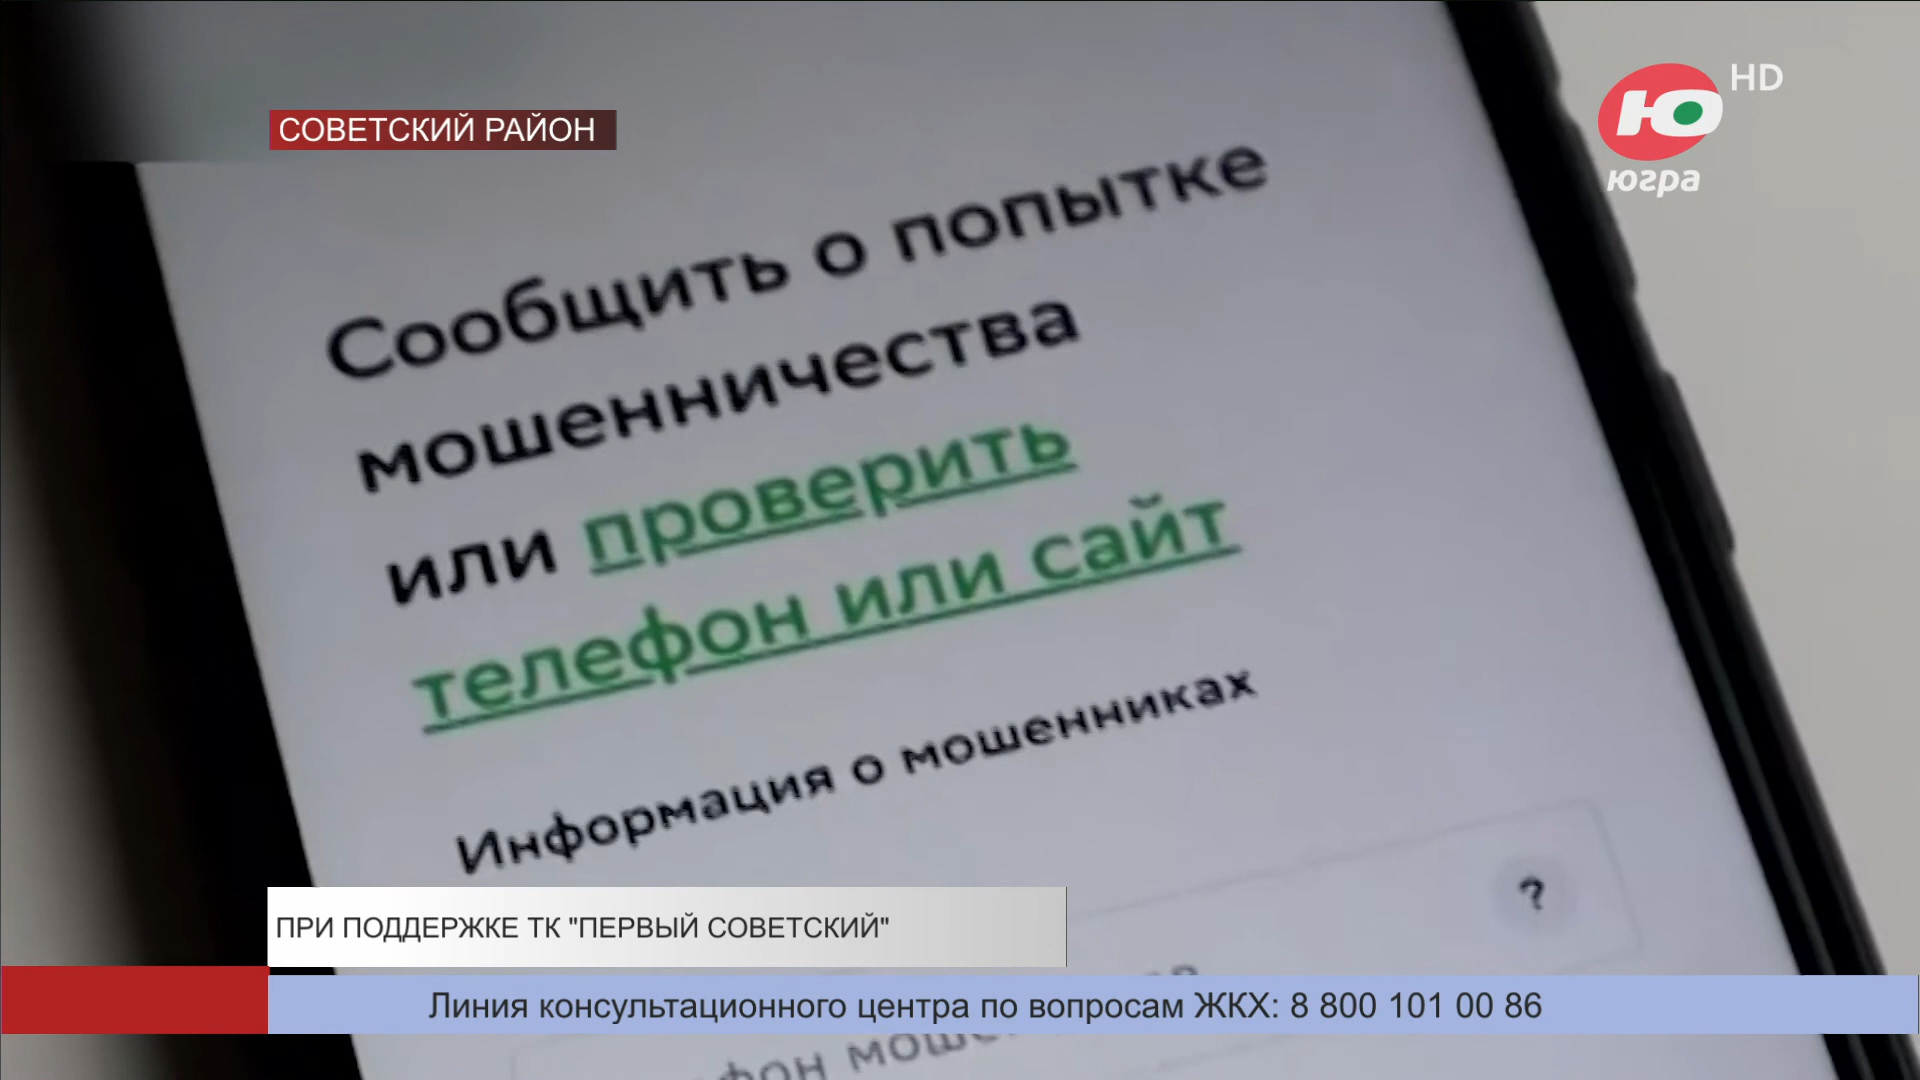 СОВЕТСКИЙ РАЙОН
HD
Ю
югра
Сообщить о попытке
мошенничества
или проверить
телефон или сайт
Информация о мошенниках
?
ПРИ ПОДДЕРЖКЕ ТК "ПЕРВЫЙ СОВЕТСКИЙ"
Линия консультационного центра по вопросам ЖКХ: 8 800 101 00 86